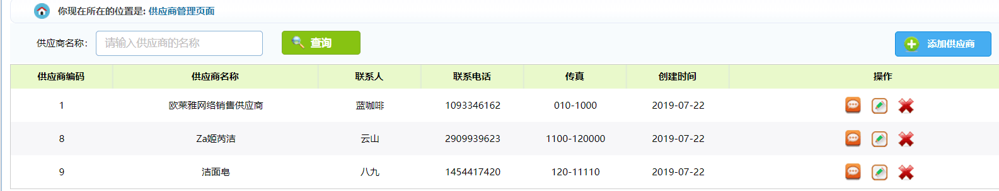 你现在所在的位置是: 供应商管理页面
供应商名称： 请输入供应商的名称 查询 添加供应商
供应商编码 供应商名称 联系人 联系电话 传真 创建时间 操作
1 欧莱雅网络销售供应商 蓝咖啡 1093346162 010-1000 2019-07-22
8 Za姬芮洁 云山 2909939623 1100-120000 2019-07-22
9 洁面皂 八九 1454417420 120-11110 2019-07-22